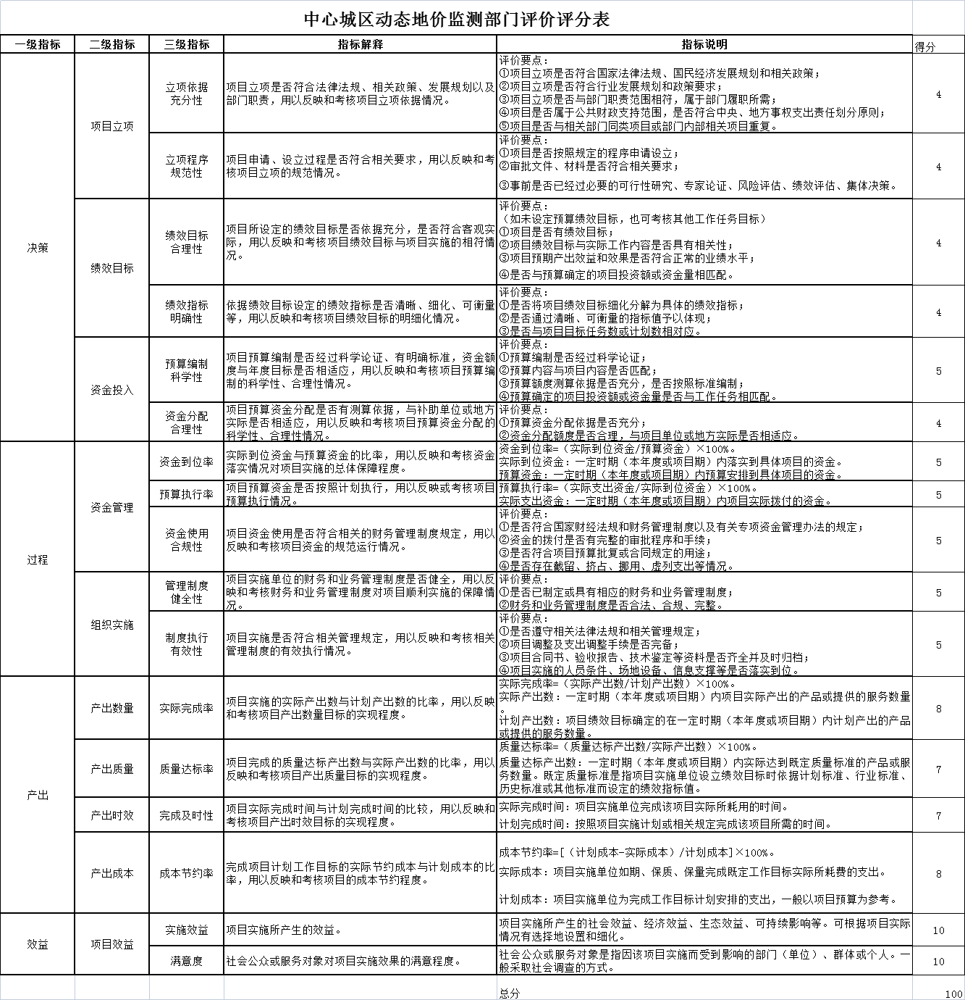 中心城区动态地价监测部门评价评分表
一级指标 二级指标 三级指标 指标解释 指标说明 得分
决策
项目立项
立项依据
充分性
项目立项是否符合法律法规、相关政策、发展规划以及
部门职责，用以反映和考核项目立项依据情况。
评价要点：
①项目立项是否符合国家法律法规、国民经济发展规划和相关政策；
②项目立项是否符合行业发展规划和政策要求；
③项目立项是否与部门职责范围相符，属于部门履职所需；
④项目是否属于公共财政支持范围，是否符合中央、地方事权支出责任划分原则；
⑤项目是否与相关部门同类项目或部门内部相关项目重复。
4
立项程序
规范性
项目申请、设立过程是否符合相关要求，用以反映和考
核项目立项的规范情况。
评价要点：
①项目是否按照规定的程序申请设立；
②审批文件、材料是否符合相关要求；
③事前是否已经过必要的可行性研究、专家论证、风险评估、绩效评估、集体决策。
4
绩效目标
绩效目标
合理性
项目所设定的绩效目标是否依据充分，是否符合客观实
际，用以反映和考核项目绩效目标与项目实施的相符情
况。
评价要点：
（如未设定预算绩效目标，也可考核其他工作任务目标）
①项目是否有绩效目标；
②项目绩效目标与实际工作内容是否具有相关性；
③项目预期产出效益和效果是否符合正常的业绩水平；
④是否与预算确定的项目投资额或资金量相匹配。
4
绩效指标
明确性
依据绩效目标设定的绩效指标是否清晰、细化、可衡量
等，用以反映和考核项目绩效目标的明细化情况。
评价要点：
①是否将项目绩效目标细化分解为具体的绩效指标；
②是否通过清晰、可衡量的指标值予以体现；
③是否与项目目标任务数或计划数相对应。
4
资金投入
预算编制
科学性
项目预算编制是否经过科学论证、有明确标准，资金额
度与年度目标是否相适应，用以反映和考核项目预算编
制的科学性、合理性情况。
评价要点：
①预算编制是否经过科学论证；
②预算内容与项目内容是否匹配；
③预算额度测算依据是否充分，是否按照标准编制；
④预算确定的项目投资额或资金量是否与工作任务相匹配。
5
资金分配
合理性
项目预算资金分配是否有测算依据，与补助单位或地方
实际是否相适应，用以反映和考核项目预算资金分配的
科学性、合理性情况。
评价要点：
①预算资金分配依据是否充分；
②资金分配额度是否合理，与项目单位或地方实际是否相适应。
4
过程
资金管理
资金到位率
实际到位资金与预算资金的比率，用以反映和考核资金
落实情况对项目实施的总体保障程度。
资金到位率=（实际到位资金/预算资金）×100%。
实际到位资金：一定时期（本年度或项目期）内落实到具体项目的资金。
预算资金：一定时期（本年度或项目期）内预算安排到具体项目的资金。
5
预算执行率
项目预算资金是否按照计划执行，用以反映或考核项目
预算执行情况。
预算执行率=（实际支出资金/实际到位资金）×100%。
实际支出资金：一定时期（本年度或项目期）内项目实际拨付的资金。
5
资金使用
合规性
项目资金使用是否符合相关的财务管理制度规定，用以
反映和考核项目资金的规范运行情况。
评价要点：
①是否符合国家财经法规和财务管理制度以及有关专项资金管理办法的规定；
②资金的拨付是否有完整的审批程序和手续；
③是否符合项目预算批复或合同规定的用途；
④是否存在截留、挤占、挪用、虚列支出等情况。
5
组织实施
管理制度
健全性
项目实施单位的财务和业务管理制度是否健全，用以反
映和考核财务和业务管理制度对项目顺利实施的保障情
况。
评价要点：
①是否已制定或具有相应的财务和业务管理制度；
②财务和业务管理制度是否合法、合规、完整。
5
制度执行
有效性
项目实施是否符合相关管理规定，用以反映和考核相关
管理制度的有效执行情况。
评价要点：
①是否遵守相关法律法规和相关管理规定；
②项目调整及支出调整手续是否完备；
③项目合同书、验收报告、技术鉴定等资料是否齐全并及时归档；
④项目实施的人员条件、场地设备、信息支撑等是否落实到位。
5
产出
产出数量
实际完成率
项目实施的实际产出数与计划产出数的比率，用以反映
和考核项目产出数量目标的实现程度。
实际完成率=（实际产出数/计划产出数）×100%。
实际产出数：一定时期（本年度或项目期）内项目实际产出的产品或提供的服务数量
。
计划产出数：项目绩效目标确定的在一定时期（本年度或项目期）内计划产出的产品
或提供的服务数量。
8
产出质量
质量达标率
项目完成的质量达标产出数与实际产出数的比率，用以
反映和考核项目产出质量目标的实现程度。
质量达标率=（质量达标产出数/实际产出数）×100%。
质量达标产出数：一定时期（本年度或项目期）内实际达到既定质量标准的产品或服
务数量。既定质量标准是指项目实施单位设立绩效目标时依据计划标准、行业标准、
历史标准或其他标准而设定的绩效指标值。
7
产出时效
完成及时性
项目实际完成时间与计划完成时间的比较，用以反映和
考核项目产出时效目标的实现程度。
实际完成时间：项目实施单位完成该项目实际所耗用的时间。
计划完成时间：按照项目实施计划或相关规定完成该项目所需的时间。
7
产出成本
成本节约率
完成项目计划工作目标的实际节约成本与计划成本的比
率，用以反映和考核项目的成本节约程度。
成本节约率=[（计划成本-实际成本）/计划成本]×100%。
实际成本：项目实施单位如期、保质、保量完成既定工作目标实际所耗费的支出。
计划成本：项目实施单位为完成工作目标计划安排的支出，一般以项目预算为参考。
8
效益
项目效益
实施效益
项目实施所产生的效益。
项目实施所产生的社会效益、经济效益、生态效益、可持续影响等。可根据项目实际
情况有选择地设置和细化。
10
满意度
社会公众或服务对象对项目实施效果的满意程度。
社会公众或服务对象是指因该项目实施而受到影响的部门（单位）、群体或个人。一
般采取社会调查的方式。
10
总分 100